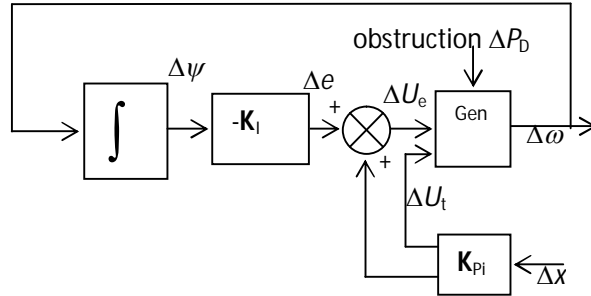 obstruction ΔP_D
Δψ
Δe
ΔU_e
∫
-K_I
+
+
Gen
Δω
ΔU_t
K_Pi
Δx